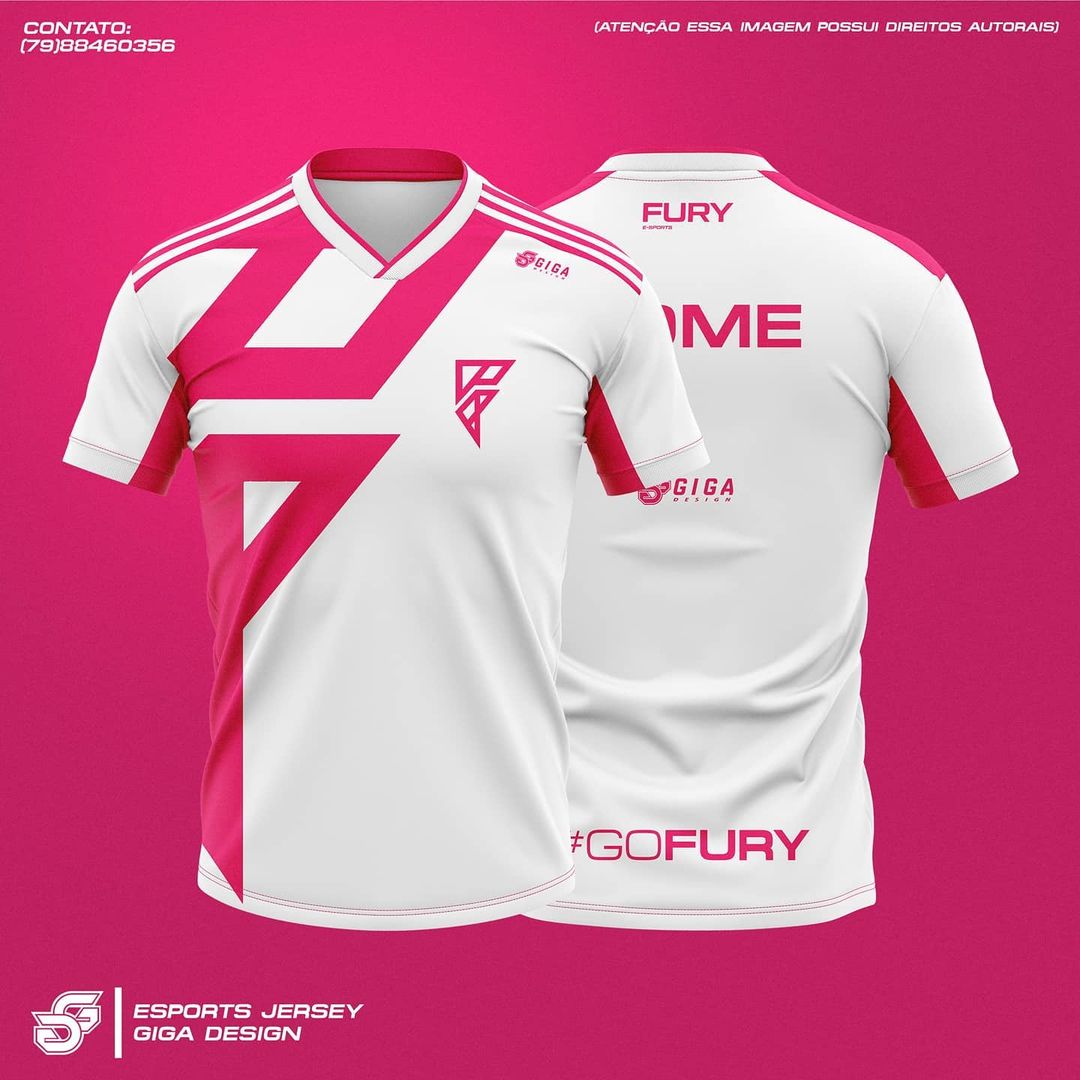 CONTATO:
(79)88460356
(ATENÇÃO ESSA IMAGEM POSSUI DIREITOS AUTORAIS)
GIGA
DESIGN
FURY
E-SPORTS
OME
GIGA
DESIGN
#GOFURY
ESPORTS JERSEY
GIGA DESIGN